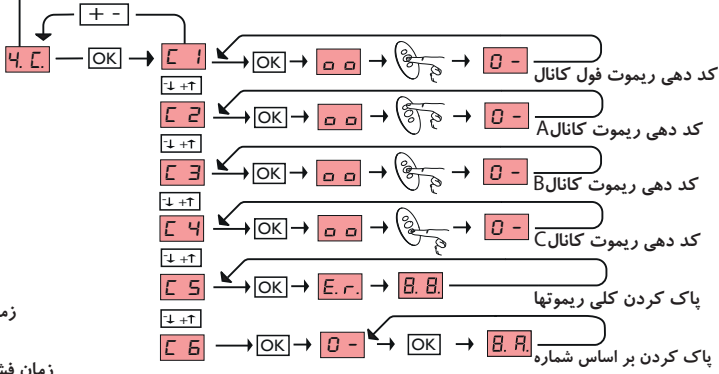 + -
4. C. OK C 1 OK o o 0 - کد دهی ریموت فول کانال
-↓ +↑
C 2 OK o o 0 - کد دهی ریموت کانالA
-↓ +↑
C 3 OK o o 0 - کد دهی ریموت کانالB
-↓ +↑
C 4 OK o o 0 - کد دهی ریموت کانالC
-↓ +↑
C 5 OK E. r. 8. 8. پاک کردن کلی ریموتها
-↓ +↑
C 6 OK 0 - OK 8. A. پاک کردن بر اساس شماره